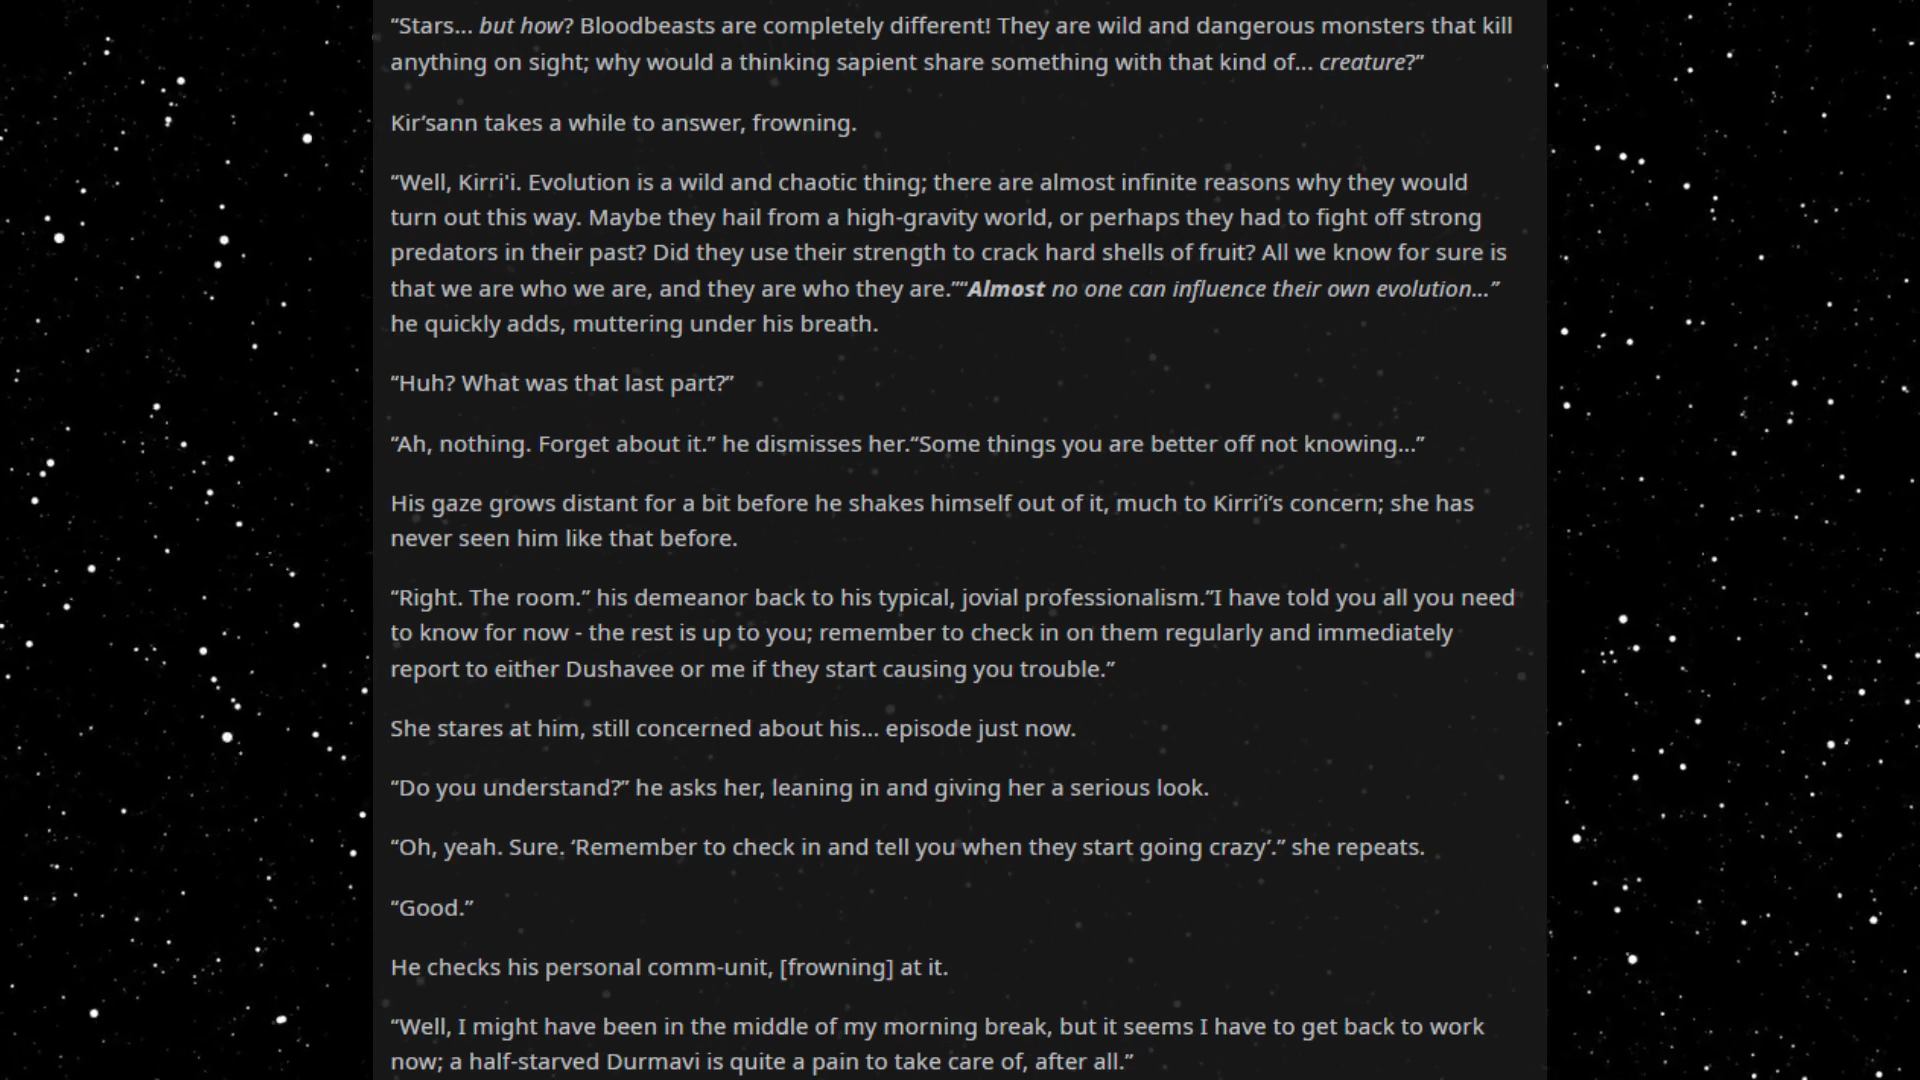 “Stars... but how? Bloodbeasts are completely different! They are wild and dangerous monsters that kill
anything on sight; why would a thinking sapient share something with that kind of... creature?”
Kir’sann takes a while to answer, frowning.
“Well, Kirri'i. Evolution is a wild and chaotic thing; there are almost infinite reasons why they would
turn out this way. Maybe they hail from a high-gravity world, or perhaps they had to fight off strong
predators in their past? Did they use their strength to crack hard shells of fruit? All we know for sure is
that we are who we are, and they are who they are.”“Almost no one can influence their own evolution...”
he quickly adds, muttering under his breath.
“Huh? What was that last part?”
“Ah, nothing. Forget about it.” he dismisses her.“Some things you are better off not knowing...”
His gaze grows distant for a bit before he shakes himself out of it, much to Kirri’i’s concern; she has
never seen him like that before.
“Right. The room.” his demeanor back to his typical, jovial professionalism.”I have told you all you need
to know for now - the rest is up to you; remember to check in on them regularly and immediately
report to either Dushavee or me if they start causing you trouble.”
She stares at him, still concerned about his... episode just now.
“Do you understand?” he asks her, leaning in and giving her a serious look.
“Oh, yeah. Sure. ‘Remember to check in and tell you when they start going crazy’.” she repeats.
“Good.”
He checks his personal comm-unit, [frowning] at it.
“Well, I might have been in the middle of my morning break, but it seems I have to get back to work
now; a half-starved Durmavi is quite a pain to take care of, after all.”